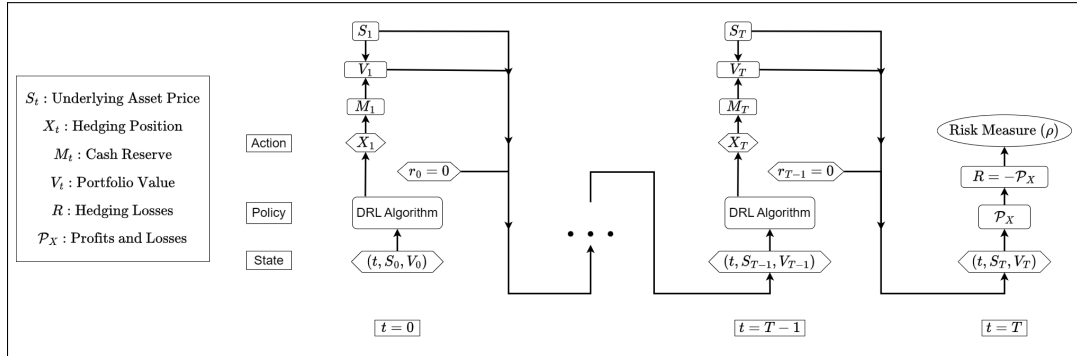 S_t : Underlying Asset Price
X_t : Hedging Position
M_t : Cash Reserve
V_t : Portfolio Value
R : Hedging Losses
𝒫_X : Profits and Losses
Action
Policy
State
S_1
V_1
M_1
X_1
r_0 = 0
DRL Algorithm
(t, S_0, V_0)
t = 0
• • •
S_T
V_T
M_T
X_T
r_{T−1} = 0
DRL Algorithm
(t, S_{T−1}, V_{T−1})
t = T − 1
Risk Measure (ρ)
R = −𝒫_X
𝒫_X
(t, S_T, V_T)
t = T